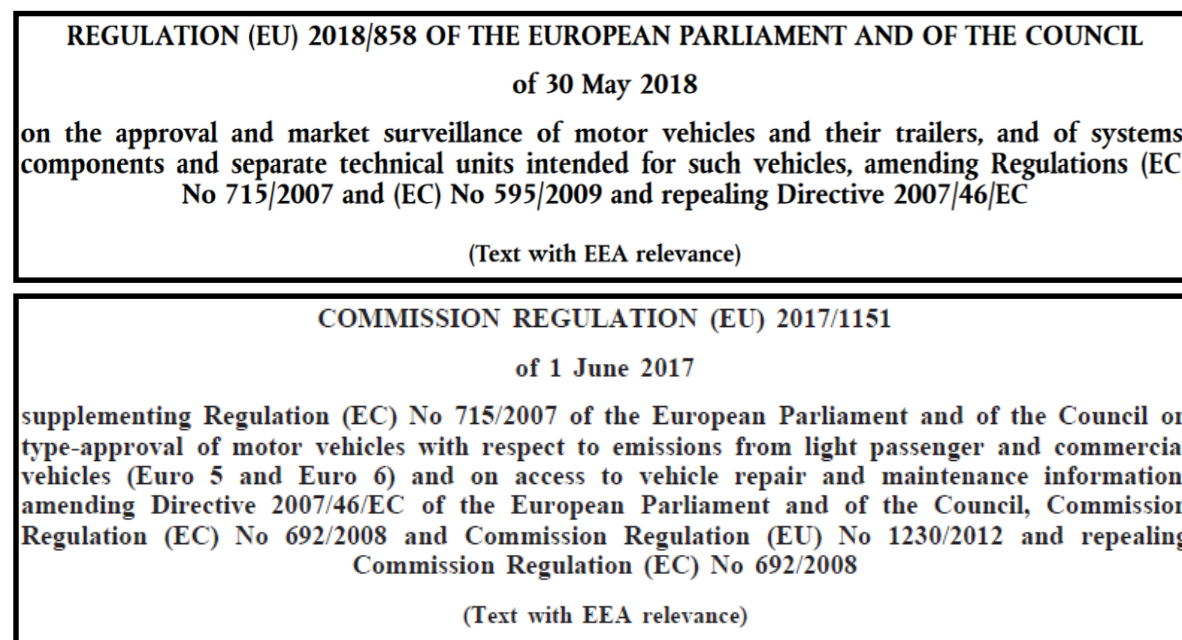 REGULATION (EU) 2018/858 OF THE EUROPEAN PARLIAMENT AND OF THE COUNCIL
of 30 May 2018
on the approval and market surveillance of motor vehicles and their trailers, and of systems
components and separate technical units intended for such vehicles, amending Regulations (EC
No 715/2007 and (EC) No 595/2009 and repealing Directive 2007/46/EC
(Text with EEA relevance)
COMMISSION REGULATION (EU) 2017/1151
of 1 June 2017
supplementing Regulation (EC) No 715/2007 of the European Parliament and of the Council on
type-approval of motor vehicles with respect to emissions from light passenger and commercia
vehicles (Euro 5 and Euro 6) and on access to vehicle repair and maintenance information
amending Directive 2007/46/EC of the European Parliament and of the Council, Commission
Regulation (EC) No 692/2008 and Commission Regulation (EU) No 1230/2012 and repealing
Commission Regulation (EC) No 692/2008
(Text with EEA relevance)